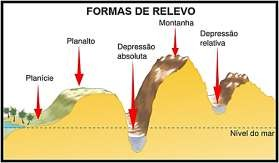 FORMAS DE RELEVO
Montanha
Planalto
Depressão
absoluta
Depressão
relativa
Planície
Nível do mar